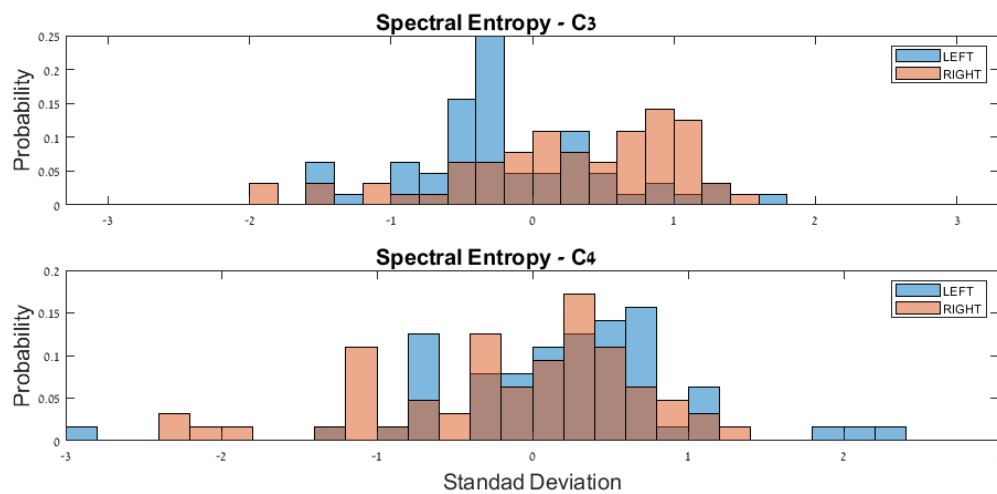 Spectral Entropy - C3
Probability
0.25
0.2
0.15
0.1
0.05
0
-3 -2 -1 0 1 2 3
LEFT
RIGHT
Spectral Entropy - C4
Probability
0.2
0.15
0.1
0.05
0
-3 -2 -1 0 1 2
LEFT
RIGHT
Standad Deviation